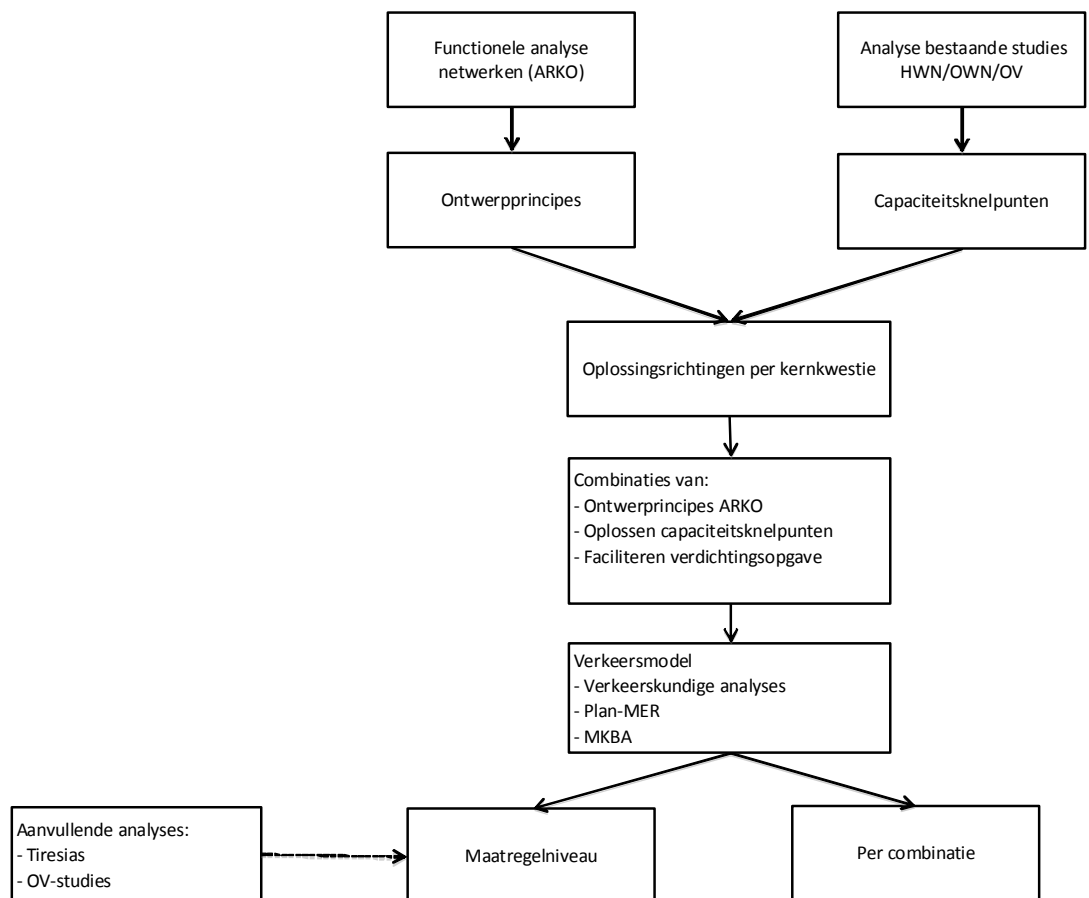 Functionele analyse
netwerken (ARKO)
Analyse bestaande studies
HWN/OWN/OV
Ontwerpprincipes
Capaciteitsknelpunten
Oplossingsrichtingen per kernkwestie
Combinaties van:
- Ontwerprincipes ARKO
- Oplossen capaciteitsknelpunten
- Faciliteren verdichtingsopgave
Verkeersmodel
- Verkeerskundige analyses
- Plan-MER
- MKBA
Aanvullende analyses:
- Tiresias
- OV-studies
Maatregelniveau
Per combinatie